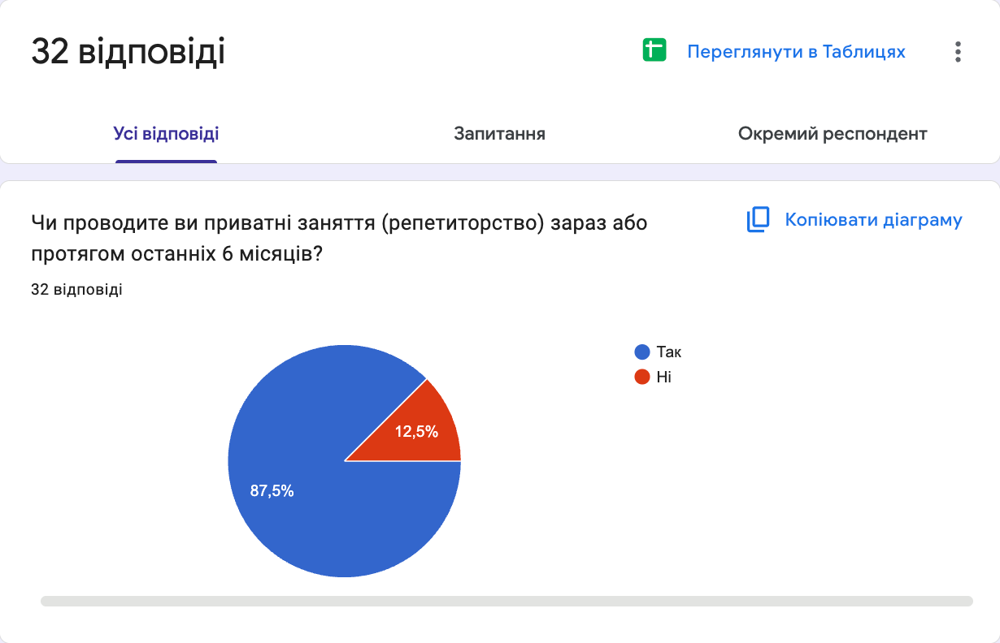 32 відповіді
Переглянути в Таблицях
Усі відповіді
Запитання
Окремий респондент
Чи проводите ви приватні заняття (репетиторство) зараз або
протягом останніх 6 місяців?
Копіювати діаграму
32 відповіді
Так
Ні
12,5%
87,5%